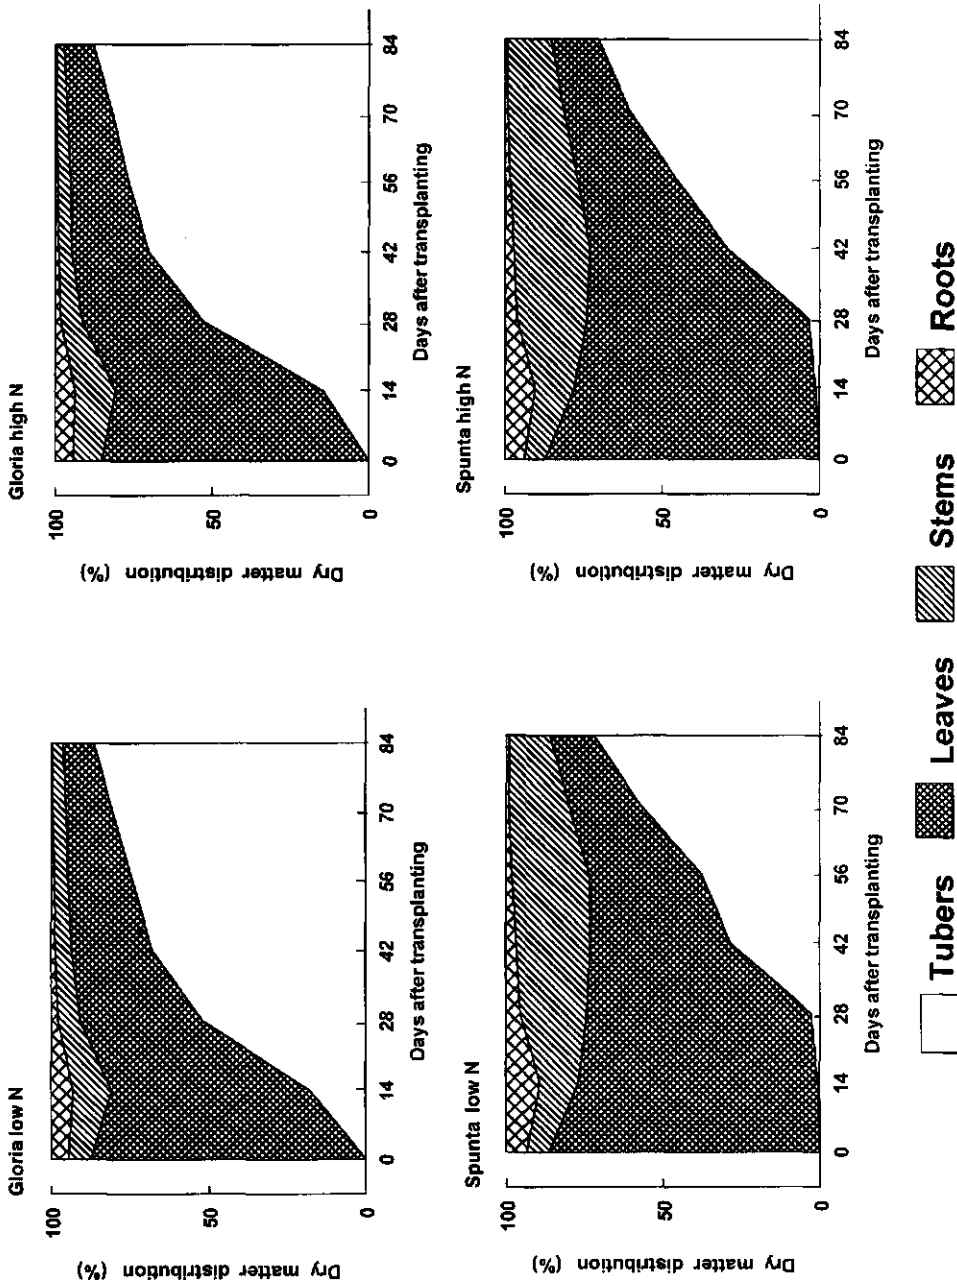 Gloria low N
Dry matter distribution (%)
100
50
0
0 14 28 42 56 70 84
Days after transplanting
Gloria high N
Dry matter distribution (%)
100
50
0
0 14 28 42 56 70 84
Days after transplanting
Spunta low N
Dry matter distribution (%)
100
50
0
0 14 28 42 56 70 84
Days after transplanting
Spunta high N
Dry matter distribution (%)
100
50
0
0 14 28 42 56 70 84
Days after transplanting
Tubers Leaves Stems Roots